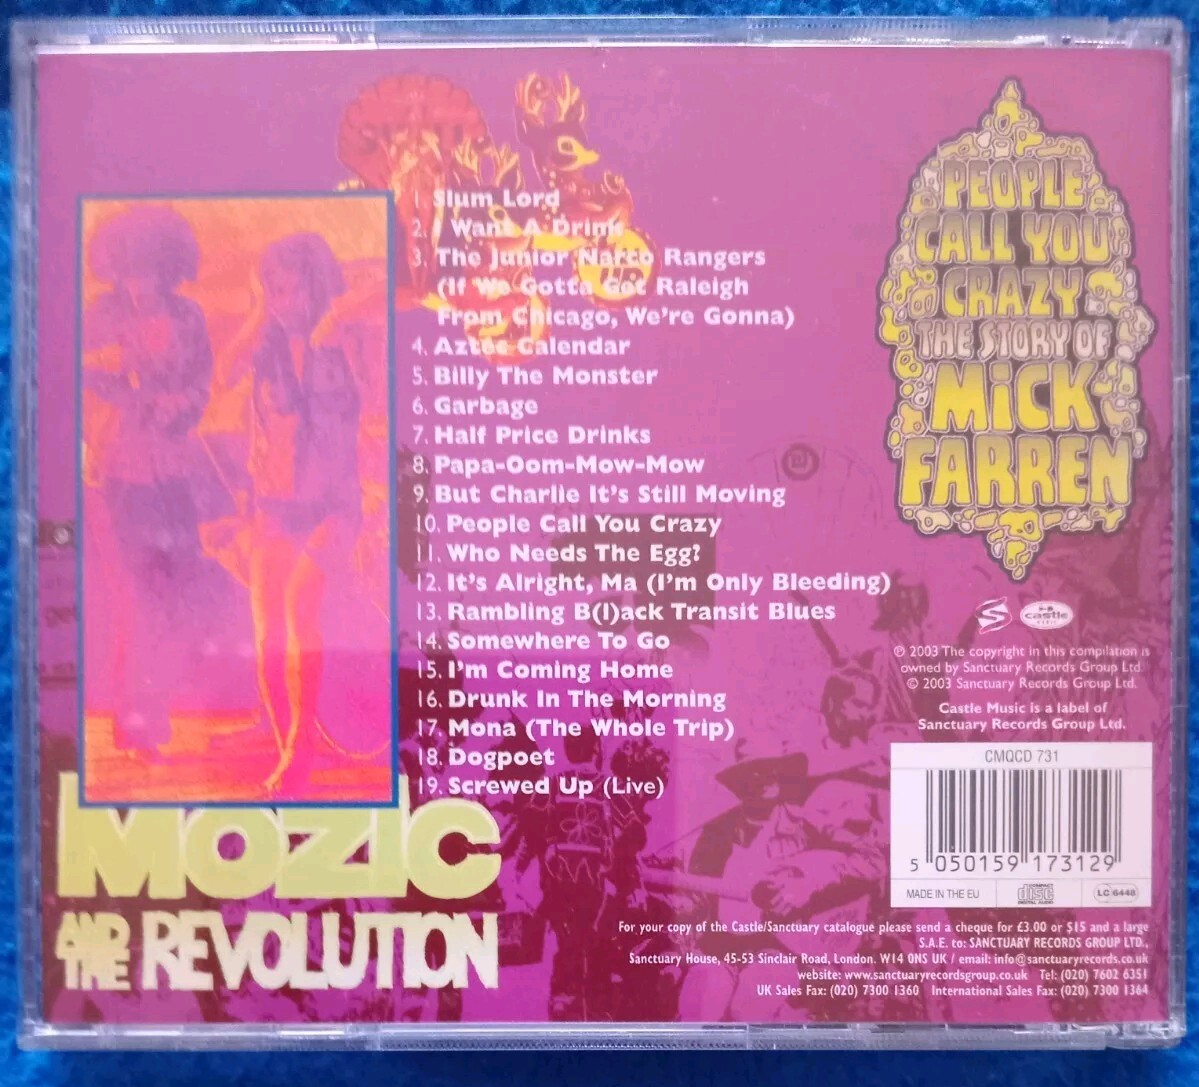 1. Slum Lord
2. I Want A Drink
3. The Junior Narco Rangers
(If We Gotta Get Raleigh
From Chicago, We're Gonna)
4. Aztec Calendar
5. Billy The Monster
6. Garbage
7. Half Price Drinks
8. Papa-Oom-Mow-Mow
9. But Charlie It's Still Moving
10. People Call You Crazy
11. Who Needs The Egg?
12. It's Alright, Ma (I'm Only Bleeding)
13. Rambling B(l)ack Transit Blues
14. Somewhere To Go
15. I'm Coming Home
16. Drunk In The Morning
17. Mona (The Whole Trip)
18. Dogpoet
19. Screwed Up (Live)
MOZIC
AND THE REVOLUTION
PEOPLE
CALL YOU
CRAZY
THE STORY OF
MiCK
FARREN
castle
MUSIC
℗ 2003 The copyright in this compilation is
owned by Sanctuary Records Group Ltd.
© 2003 Sanctuary Records Group Ltd.
Castle Music is a label of
Sanctuary Records Group Ltd.
CMQCD 731
5 050159 173129
MADE IN THE EU
COMPACT
disc
DIGITAL AUDIO
LC 6448
For your copy of the Castle/Sanctuary catalogue please send a cheque for £3.00 or $15 and a large
S.A.E. to: SANCTUARY RECORDS GROUP LTD.,
Sanctuary House, 45-53 Sinclair Road, London. W14 0NS UK / email: info@sanctuaryrecords.co.uk
website: www.sanctuaryrecordsgroup.co.uk Tel: (020) 7602 6351
UK Sales Fax: (020) 7300 1360 International Sales Fax: (020) 7300 1364